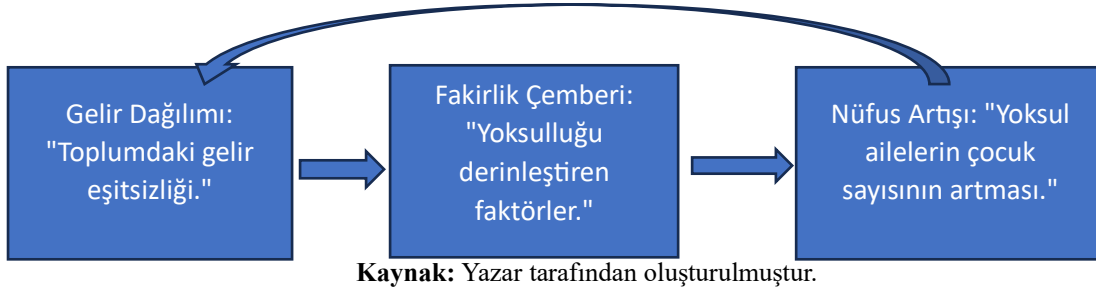 Gelir Dağılımı:
"Toplumdaki gelir
eşitsizliği."
Fakirlik Çemberi:
"Yoksulluğu
derinleştiren
faktörler."
Nüfus Artışı: "Yoksul
ailelerin çocuk
sayısının artması."
Kaynak: Yazar tarafından oluşturulmuştur.